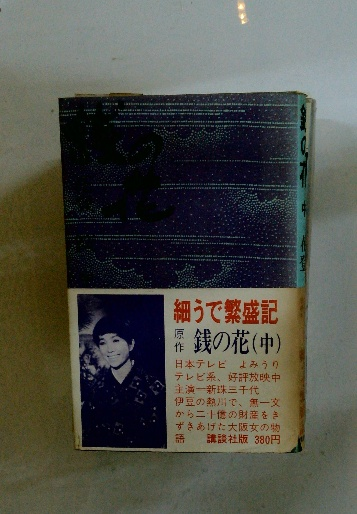 銭の花
銭の花 中
細うで繁盛記
原作 銭の花(中)
日本テレビ よみうり
テレビ系、好評放映中
主演―新珠三千代
伊豆の熱川で、無一文
から二十億の財産をき
ずきあげた大阪女の物
語 講談社版 380円